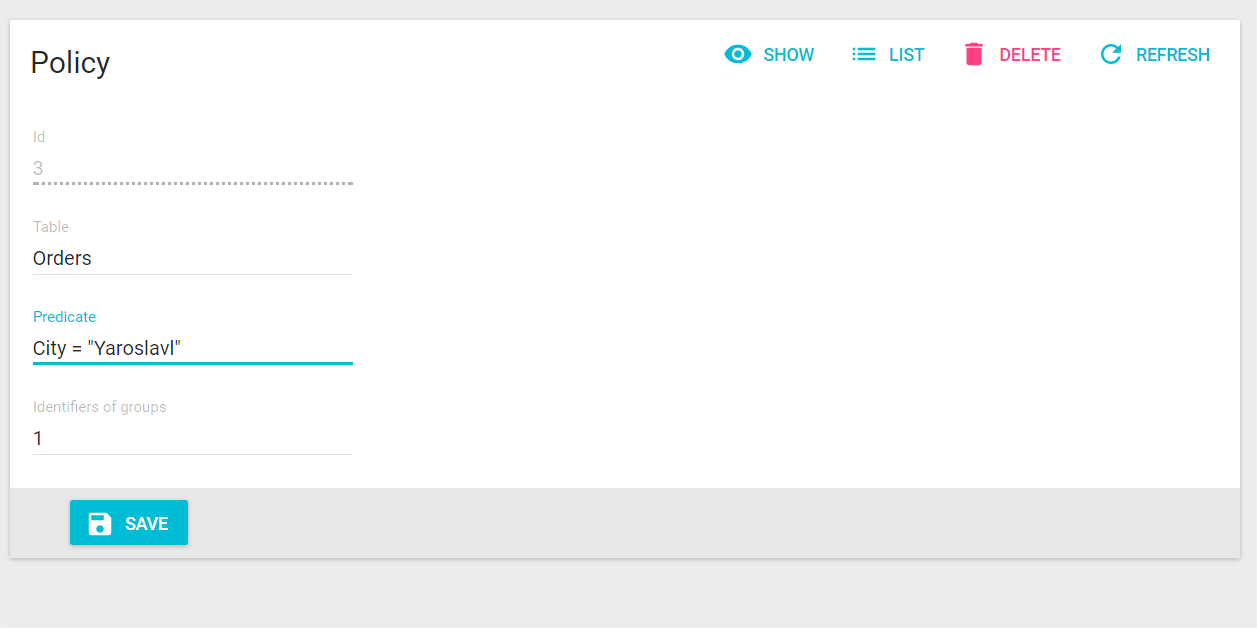 Policy
SHOW LIST DELETE REFRESH
Id
3
Table
Orders
Predicate
City = "Yaroslavl"
Identifiers of groups
1
SAVE